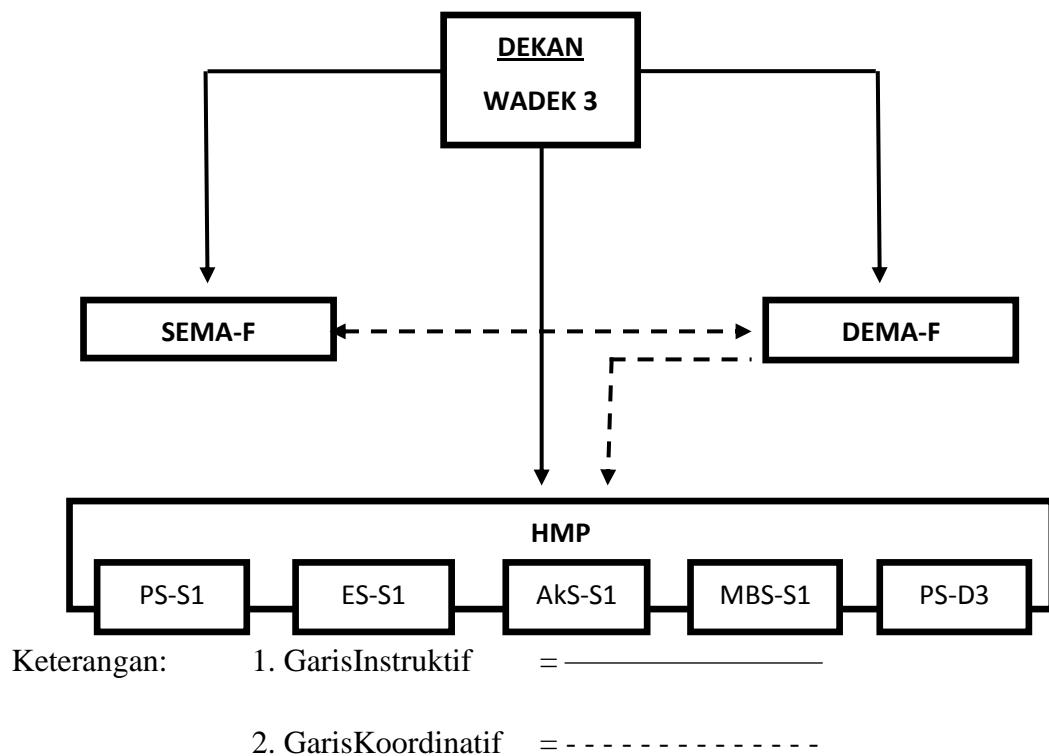 DEKAN
WADEK 3
SEMA-F
DEMA-F
HMP
PS-S1
ES-S1
AkS-S1
MBS-S1
PS-D3
Keterangan: 1. GarisInstruktif =
2. GarisKoordinatif = - - - - - - - - - - - - - -